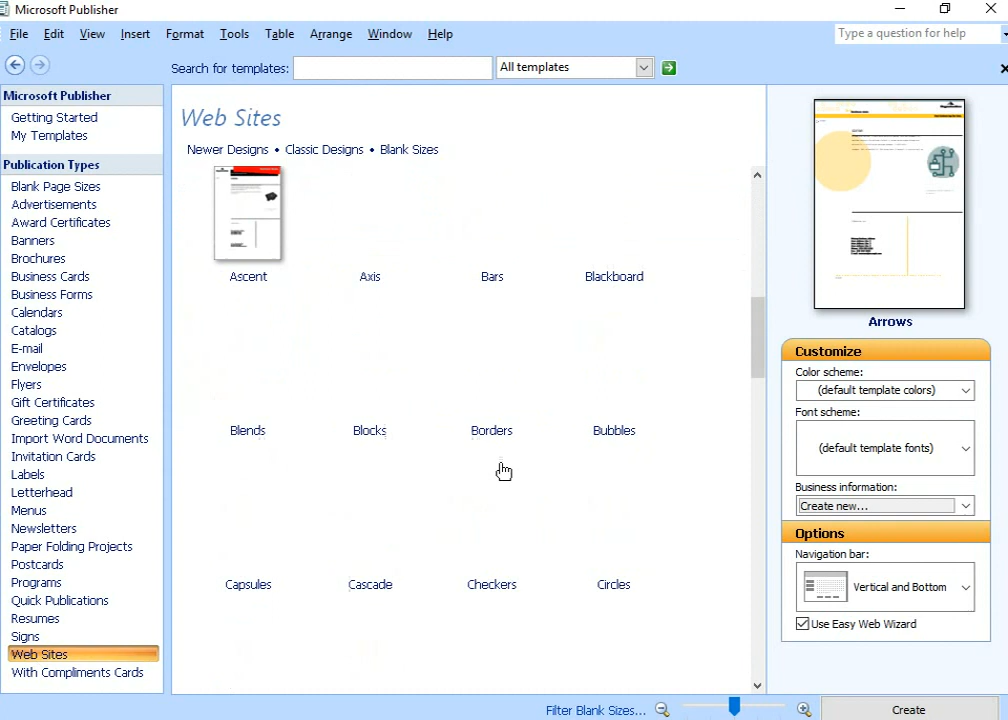 Microsoft Publisher
File Edit View Insert Format Tools Table Arrange Window Help
Type a question for help
Search for templates: All templates
Microsoft Publisher
Getting Started
My Templates
Publication Types
Blank Page Sizes
Advertisements
Award Certificates
Banners
Brochures
Business Cards
Business Forms
Calendars
Catalogs
E-mail
Envelopes
Flyers
Gift Certificates
Greeting Cards
Import Word Documents
Invitation Cards
Labels
Letterhead
Menus
Newsletters
Paper Folding Projects
Postcards
Programs
Quick Publications
Resumes
Signs
Web Sites
With Compliments Cards
Web Sites
Newer Designs • Classic Designs • Blank Sizes
Ascent Axis Bars Blackboard
Blends Blocks Borders Bubbles
Capsules Cascade Checkers Circles
Filter Blank Sizes...
Arrows
Customize
Color scheme:
(default template colors)
Font scheme:
(default template fonts)
Business information:
Create new...
Options
Navigation bar:
Vertical and Bottom
Use Easy Web Wizard
Create